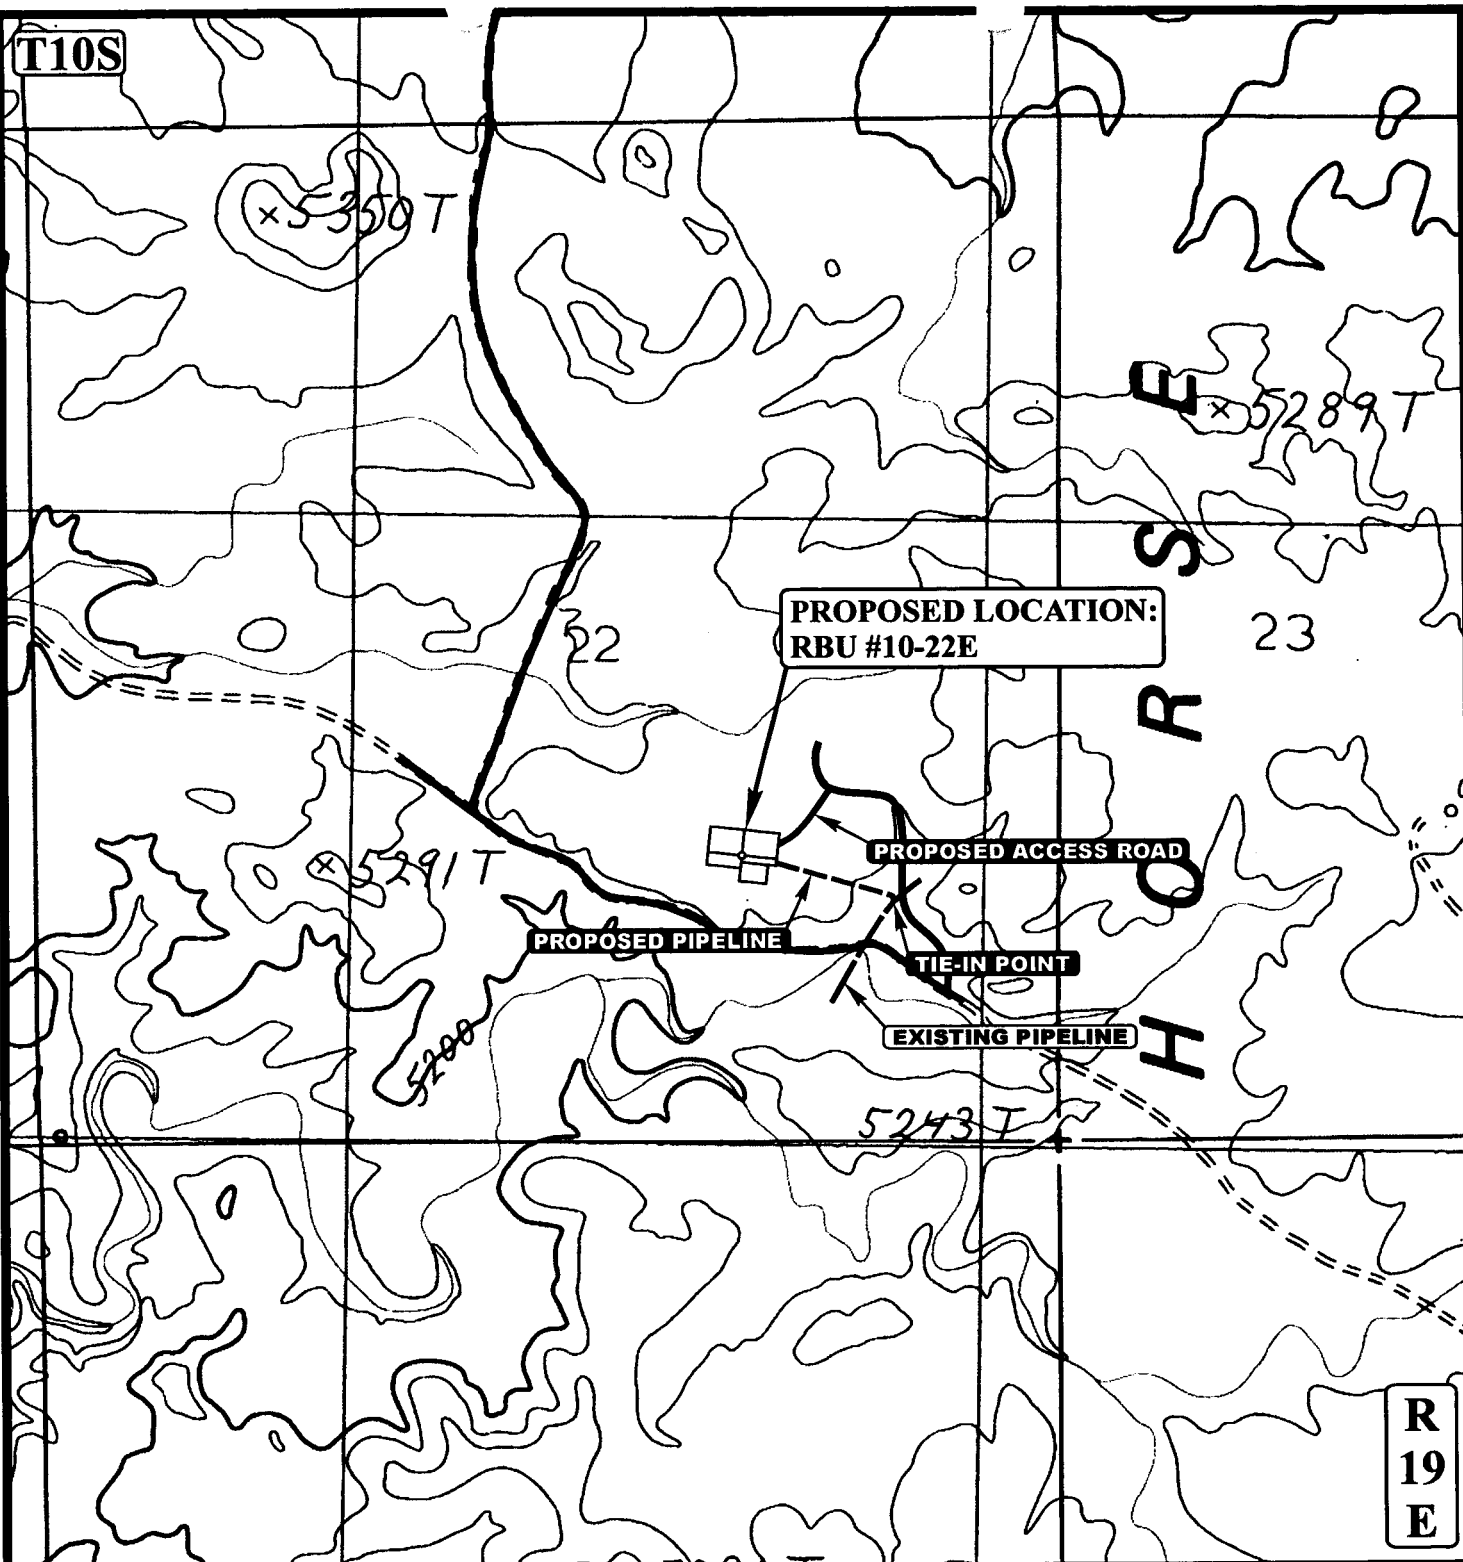 T10S
×5350T
×5289T
PROPOSED LOCATION:
RBU #10-22E
22
23
PROPOSED ACCESS ROAD
×5291T
PROPOSED PIPELINE
TIE-IN POINT
EXISTING PIPELINE
5200
5243T
HORSE
R
19
E